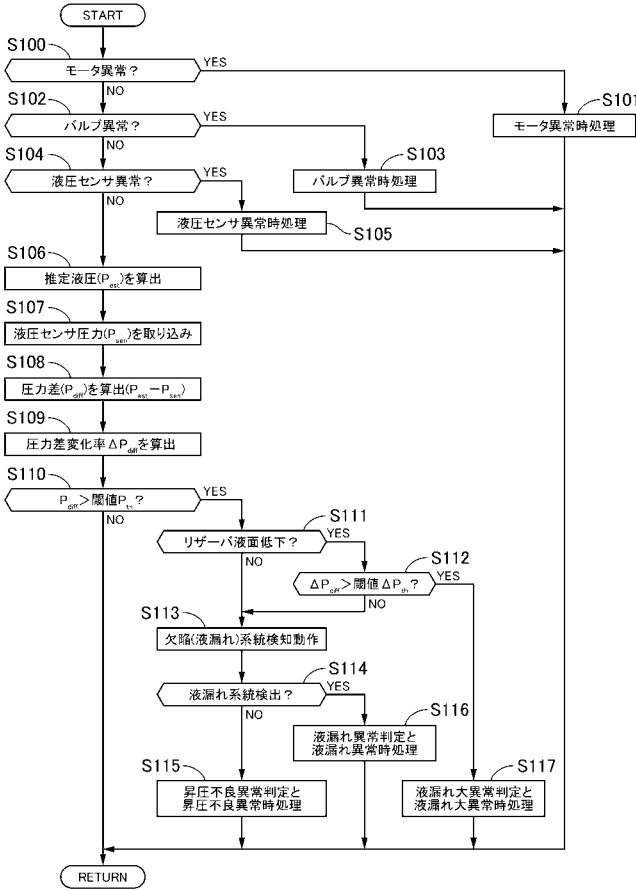 START
S100
モータ異常？
YES
NO
S101
モータ異常時処理
S102
バルブ異常？
YES
NO
S103
バルブ異常時処理
S104
液圧センサ異常？
YES
NO
液圧センサ異常時処理
S105
S106
推定液圧(Pest)を算出
S107
液圧センサ圧力(Psen)を取り込み
S108
圧力差(Pdiff)を算出(Pest－Psen)
S109
圧力差変化率ΔPdiffを算出
S110
Pdiff＞閾値Pth？
YES
NO
S111
リザーバ液面低下？
YES
NO
S112
ΔPdiff＞閾値ΔPth？
YES
NO
S113
欠陥(液漏れ)系統検知動作
S114
液漏れ系統検出？
YES
NO
S116
液漏れ異常判定と
液漏れ異常時処理
S115
昇圧不良異常判定と
昇圧不良異常時処理
S117
液漏れ大異常判定と
液漏れ大異常時処理
RETURN